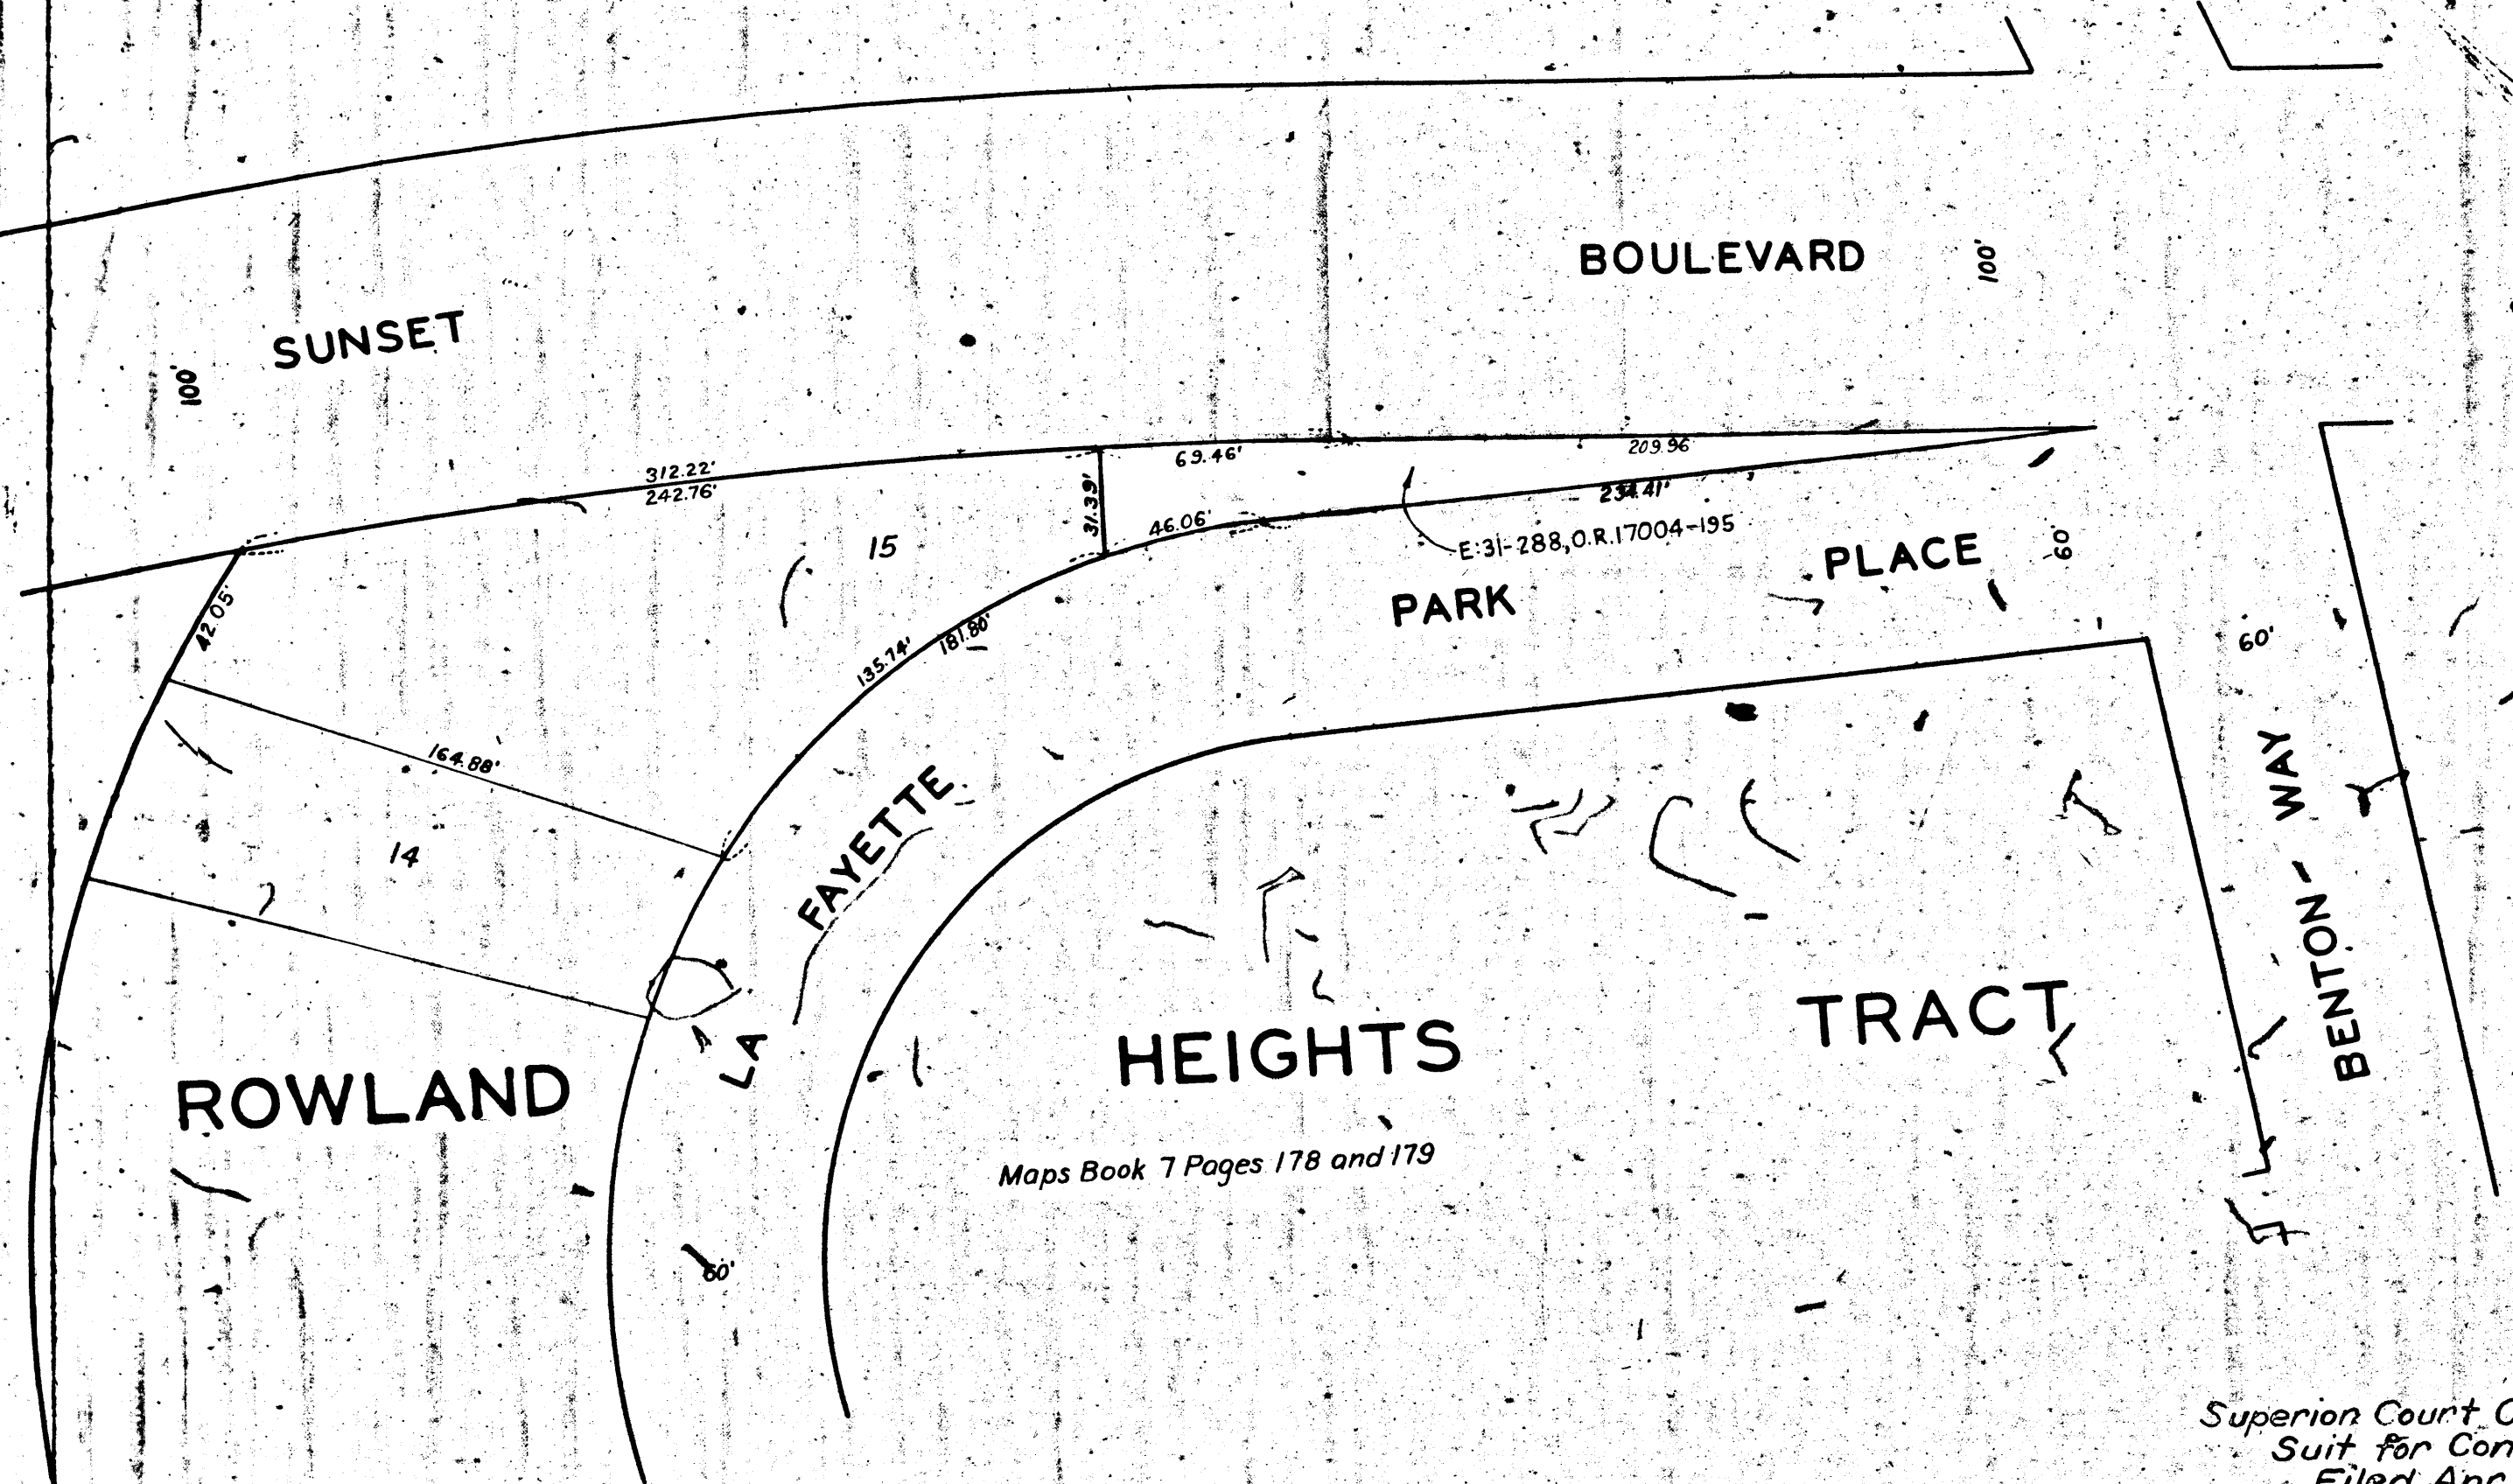 BOULEVARD
100'
SUNSET
100'
312.22'
242.76'
69.46'
209.96
31.39'
46.06'
234.41'
E:31-288,O.R.17004-195
15
PLACE
60'
PARK
42.05'
135.74'
181.80'
60'
164.88'
14
FAYETTE
LA
BENTON WAY
ROWLAND
HEIGHTS
TRACT
Maps Book 7 Pages 178 and 179
60'
Superion Court
Suit for
Filed